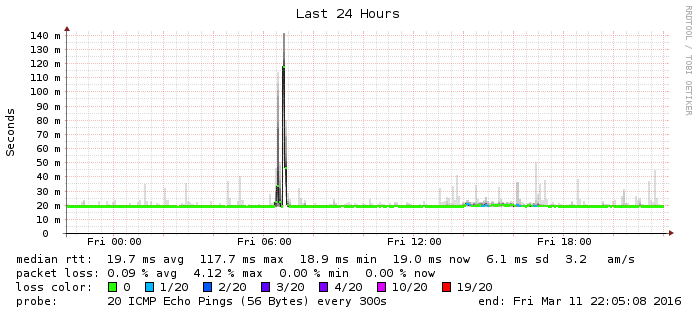 Last 24 Hours
RRDTOOL / TOBI OETIKER
Seconds
140 m
130 m
120 m
110 m
100 m
90 m
80 m
70 m
60 m
50 m
40 m
30 m
20 m
10 m
0
Fri 00:00 Fri 06:00 Fri 12:00 Fri 18:00
median rtt: 19.7 ms avg 117.7 ms max 18.9 ms min 19.0 ms now 6.1 ms sd 3.2 am/s
packet loss: 0.09 % avg 4.12 % max 0.00 % min 0.00 % now
loss color: 0 1/20 2/20 3/20 4/20 10/20 19/20
probe: 20 ICMP Echo Pings (56 Bytes) every 300s end: Fri Mar 11 22:05:08 2016